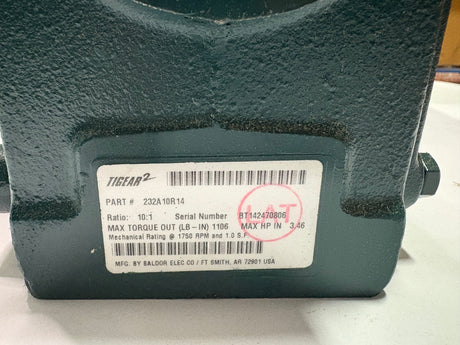 TIGEAR2
PART # 232A10R14
Ratio: 10:1 Serial Number BT142470806
MAX TORQUE OUT (LB-IN) 1106 MAX HP IN 3.46
Mechanical Rating @ 1750 RPM and 1.0 S.F.
MFG. BY BALDOR ELEC CO / FT SMITH, AR 72901 USA
LAT